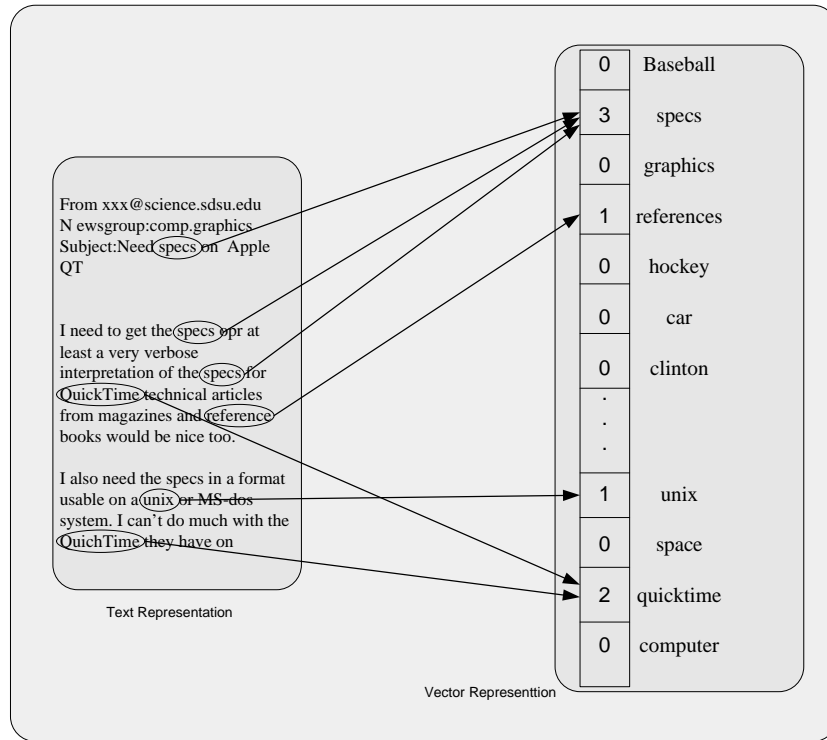 From xxx@science.sdsu.edu
N ewsgroup:comp.graphics
Subject:Need specs on Apple
QT
I need to get the specs opr at
least a very verbose
interpretation of the specs for
QuickTime technical articles
from magazines and reference
books would be nice too.
I also need the specs in a format
usable on a unix or MS-dos
system. I can't do much with the
QuichTime they have on
Text Representation
0 Baseball
3 specs
0 graphics
1 references
0 hockey
0 car
0 clinton
.
.
.
1 unix
0 space
2 quicktime
0 computer
Vector Representtion